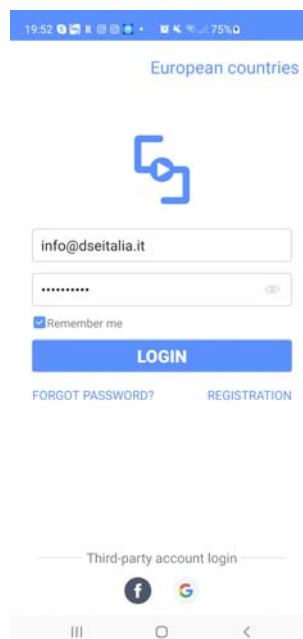 19:52 75%
European countries
info@dseitalia.it
••••••••••
Remember me
LOGIN
FORGOT PASSWORD? REGISTRATION
Third-party account login
f G